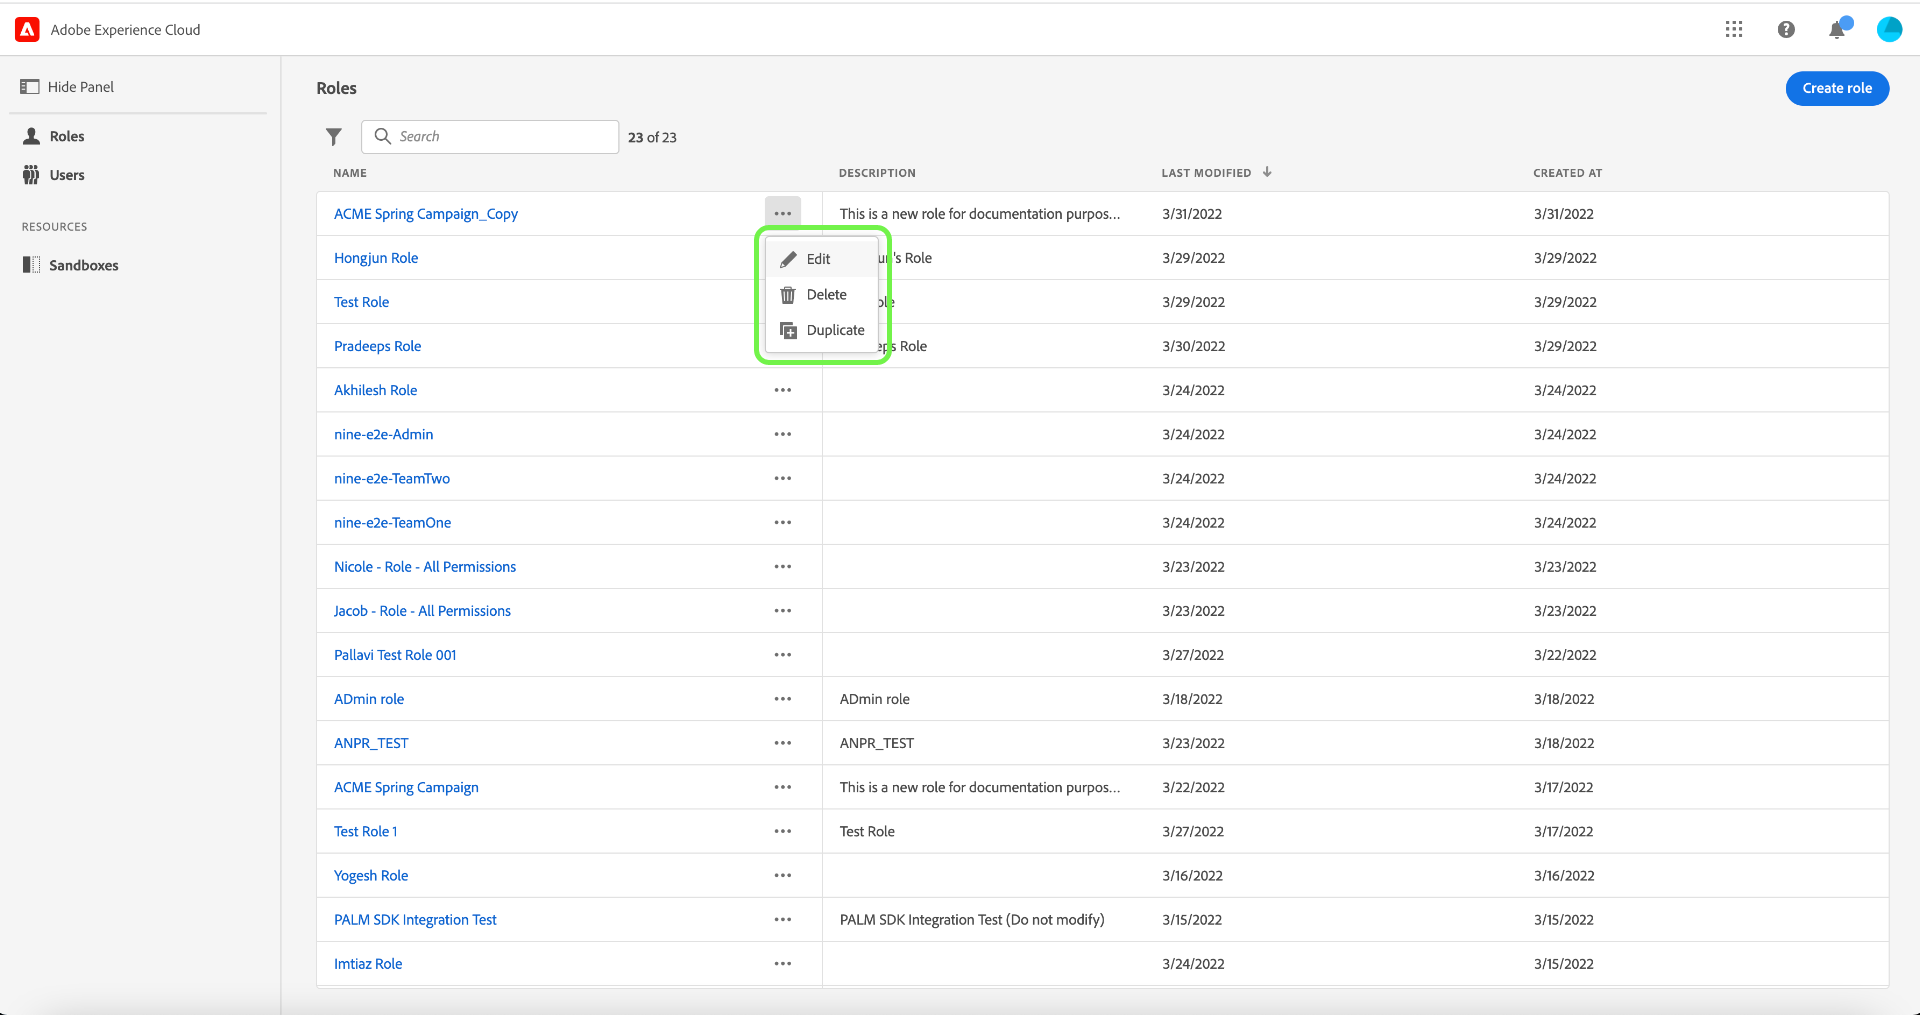 Adobe Experience Cloud
Hide Panel
Roles
Users
RESOURCES
Sandboxes
Roles
Create role
Search
23 of 23
NAME DESCRIPTION LAST MODIFIED CREATED AT
ACME Spring Campaign_Copy This is a new role for documentation purpos... 3/31/2022 3/31/2022
Edit
Delete
Duplicate
Hongjun Role 's Role 3/29/2022 3/29/2022
Test Role 3/29/2022 3/29/2022
Pradeeps Role Role 3/30/2022 3/29/2022
Akhilesh Role 3/24/2022 3/24/2022
nine-e2e-Admin 3/24/2022 3/24/2022
nine-e2e-TeamTwo 3/24/2022 3/24/2022
nine-e2e-TeamOne 3/24/2022 3/24/2022
Nicole - Role - All Permissions 3/23/2022 3/23/2022
Jacob - Role - All Permissions 3/23/2022 3/23/2022
Pallavi Test Role 001 3/27/2022 3/22/2022
ADmin role ADmin role 3/18/2022 3/18/2022
ANPR_TEST ANPR_TEST 3/23/2022 3/18/2022
ACME Spring Campaign This is a new role for documentation purpos... 3/22/2022 3/17/2022
Test Role 1 Test Role 3/27/2022 3/17/2022
Yogesh Role 3/16/2022 3/16/2022
PALM SDK Integration Test PALM SDK Integration Test (Do not modify) 3/15/2022 3/15/2022
Imtiaz Role 3/24/2022 3/15/2022